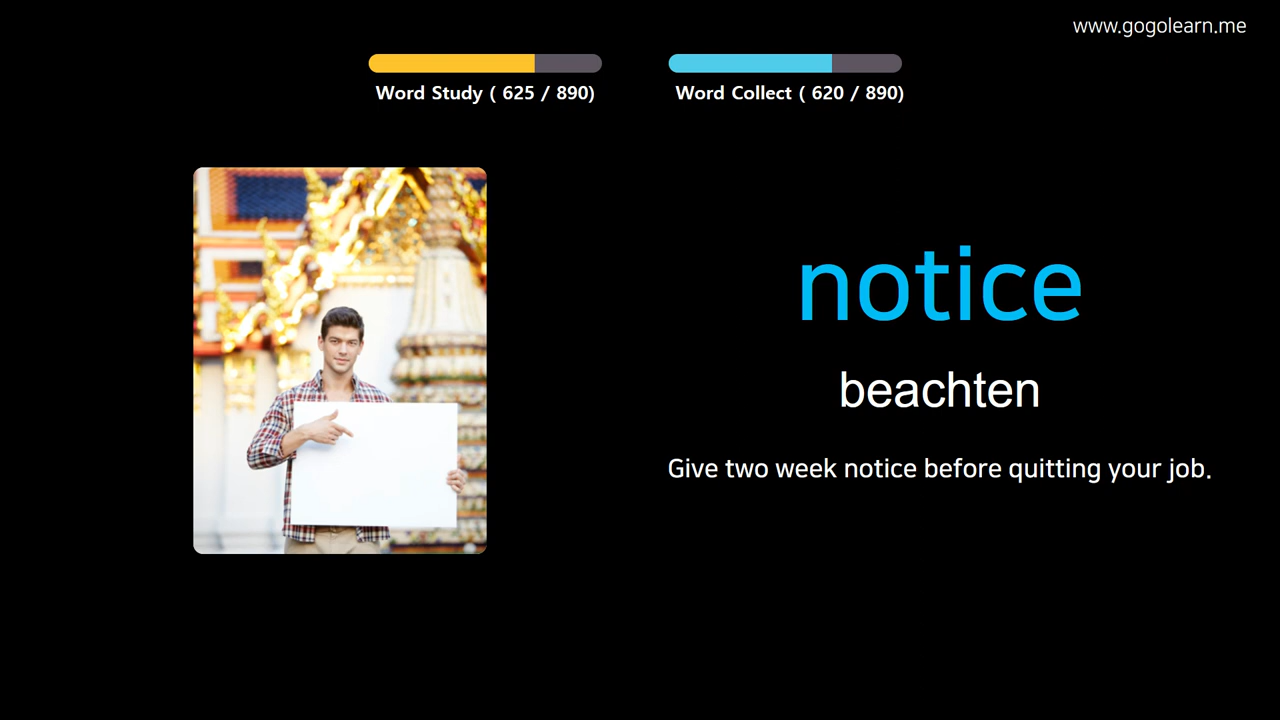 www.gogolearn.me
Word Study ( 625 / 890)
Word Collect ( 620 / 890)
notice
beachten
Give two week notice before quitting your job.